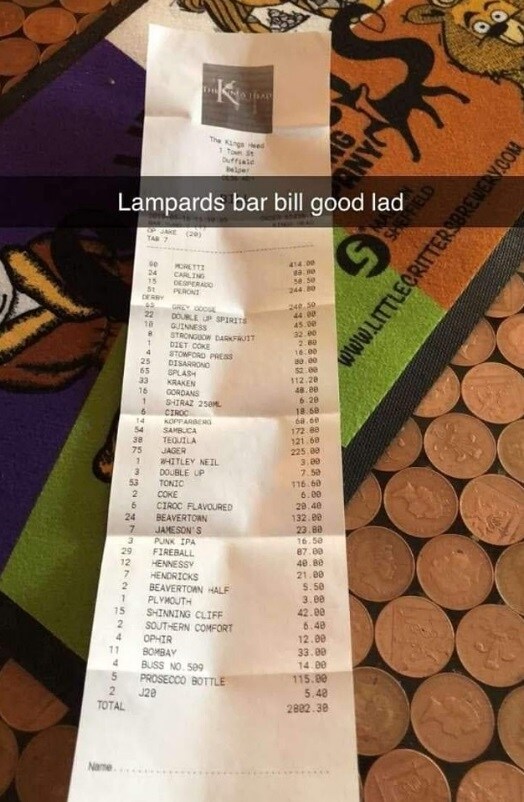 K
The Kings Head
1 Town St
Duffield
Belper
Lampards bar bill good lad
OP JAKE (20)
TAB 7
90 MORETTI 414.00
24 CARLING
15 DESPERADO 58.50
51 PERONI 244.80
DERBY
GREY GOOSE 240.50
22 DOUBLE UP SPIRITS 44.00
10 GUINNESS 45.00
8 STRONGBOW DARKFRUIT 32.00
1 DIET COKE 2.00
4 STOWFORD PRESS 16.00
25 DISARRONO 80.00
65 SPLASH 52.00
33 KRAKEN 112.20
16 GORDANS 48.00
1 SHIRAZ 250ML 6.20
6 CIROC 18.60
14 KOPPARBERG 60.60
54 SAMBUCA 172.80
38 TEQUILA 121.60
75 JAGER 225.00
1 WHITLEY NEIL 3.00
3 DOUBLE UP 7.50
53 TONIC 116.60
2 COKE 6.00
6 CIROC FLAVOURED 20.40
24 BEAVERTOWN 132.00
7 JAMESON'S 23.80
3 PUNK IPA 16.50
29 FIREBALL 87.00
12 HENNESSY 40.80
7 HENDRICKS 21.00
2 BEAVERTOWN HALF 5.50
1 PLYMOUTH 3.00
15 SHINNING CLIFF 42.00
2 SOUTHERN COMFORT 6.40
4 OPHIR 12.00
11 BOMBAY 33.00
4 BUSS NO.509 14.00
5 PROSECCO BOTTLE 115.00
2 J20 5.40
TOTAL 2802.30
Name
WWW.LITTLECRITTERSBREWERY.COM